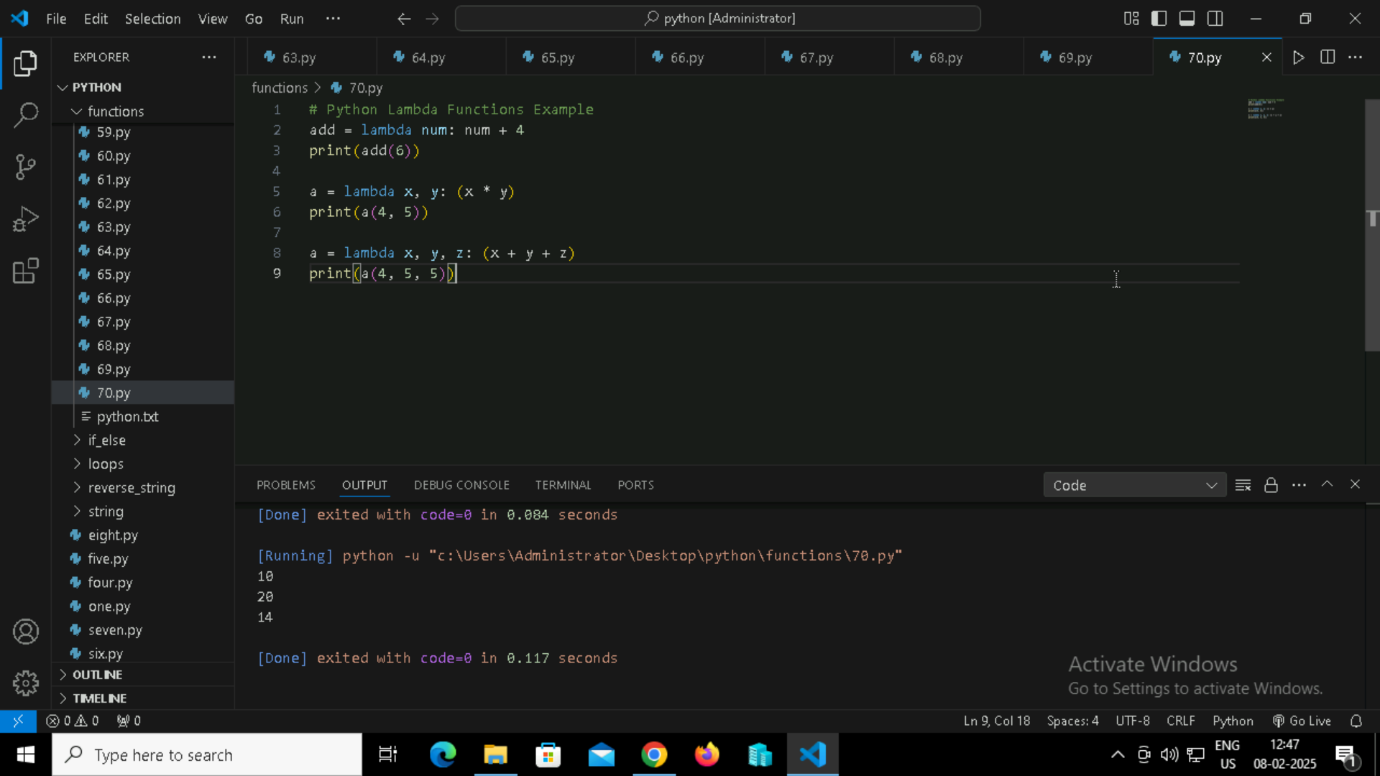 File Edit Selection View Go Run ··· python [Administrator]
EXPLORER ···
63.py 64.py 65.py 66.py 67.py 68.py 69.py 70.py
PYTHON
functions
59.py
60.py
61.py
62.py
63.py
64.py
65.py
66.py
67.py
68.py
69.py
70.py
python.txt
if_else
loops
reverse_string
string
eight.py
five.py
four.py
one.py
seven.py
six.py
OUTLINE
TIMELINE
functions > 70.py
1 # Python Lambda Functions Example
2 add = lambda num: num + 4
3 print(add(6))
4
5 a = lambda x, y: (x * y)
6 print(a(4, 5))
7
8 a = lambda x, y, z: (x + y + z)
9 print(a(4, 5, 5))
PROBLEMS OUTPUT DEBUG CONSOLE TERMINAL PORTS Code
[Done] exited with code=0 in 0.084 seconds
[Running] python -u "c:\Users\Administrator\Desktop\python\functions\70.py"
10
20
14
[Done] exited with code=0 in 0.117 seconds
Activate Windows
Go to Settings to activate Windows.
0 0 0 Ln 9, Col 18 Spaces: 4 UTF-8 CRLF Python Go Live
Type here to search
ENG
US
12:47
08-02-2025
1